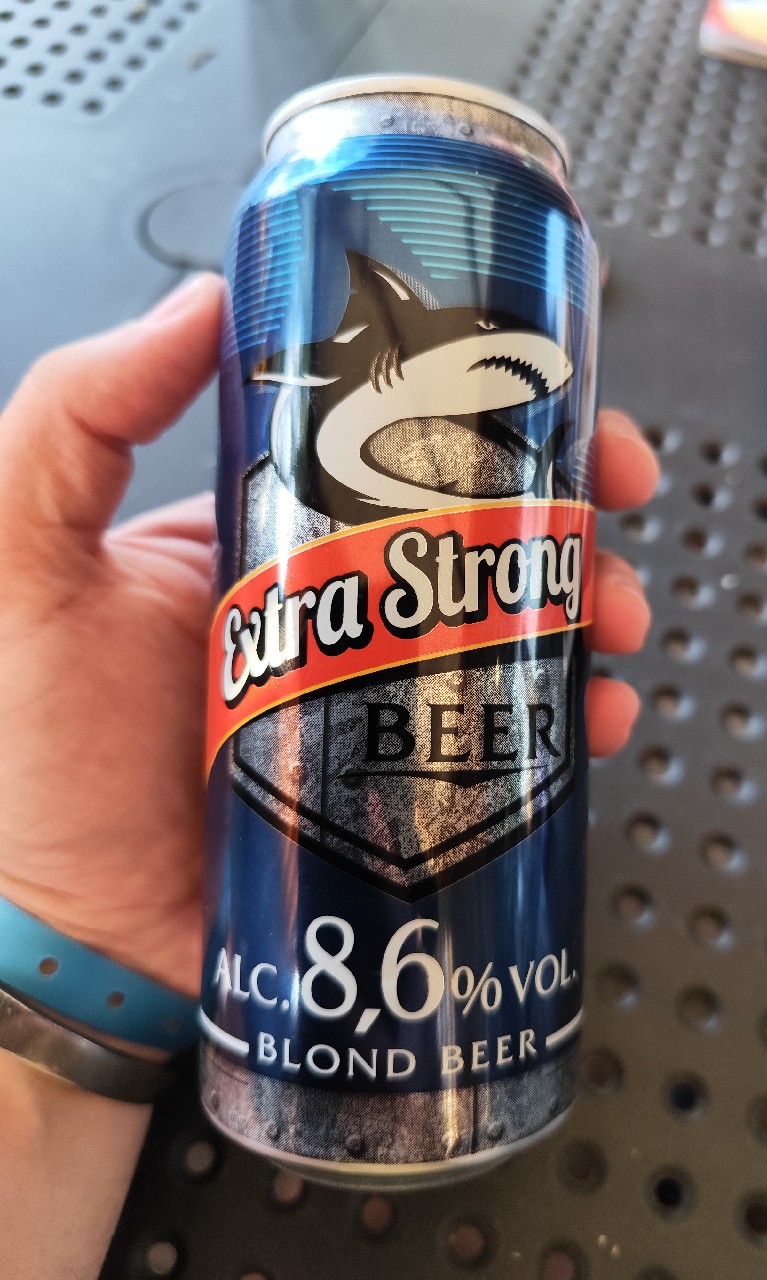 Extra Strong
BEER
ALC. 8,6% VOL.
BLOND BEER